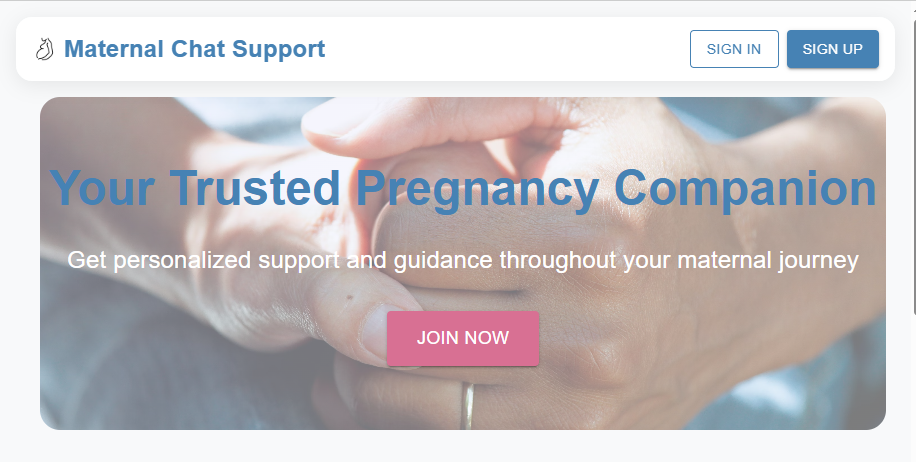 Maternal Chat Support
SIGN IN
SIGN UP
Your Trusted Pregnancy Companion
Get personalized support and guidance throughout your maternal journey
JOIN NOW